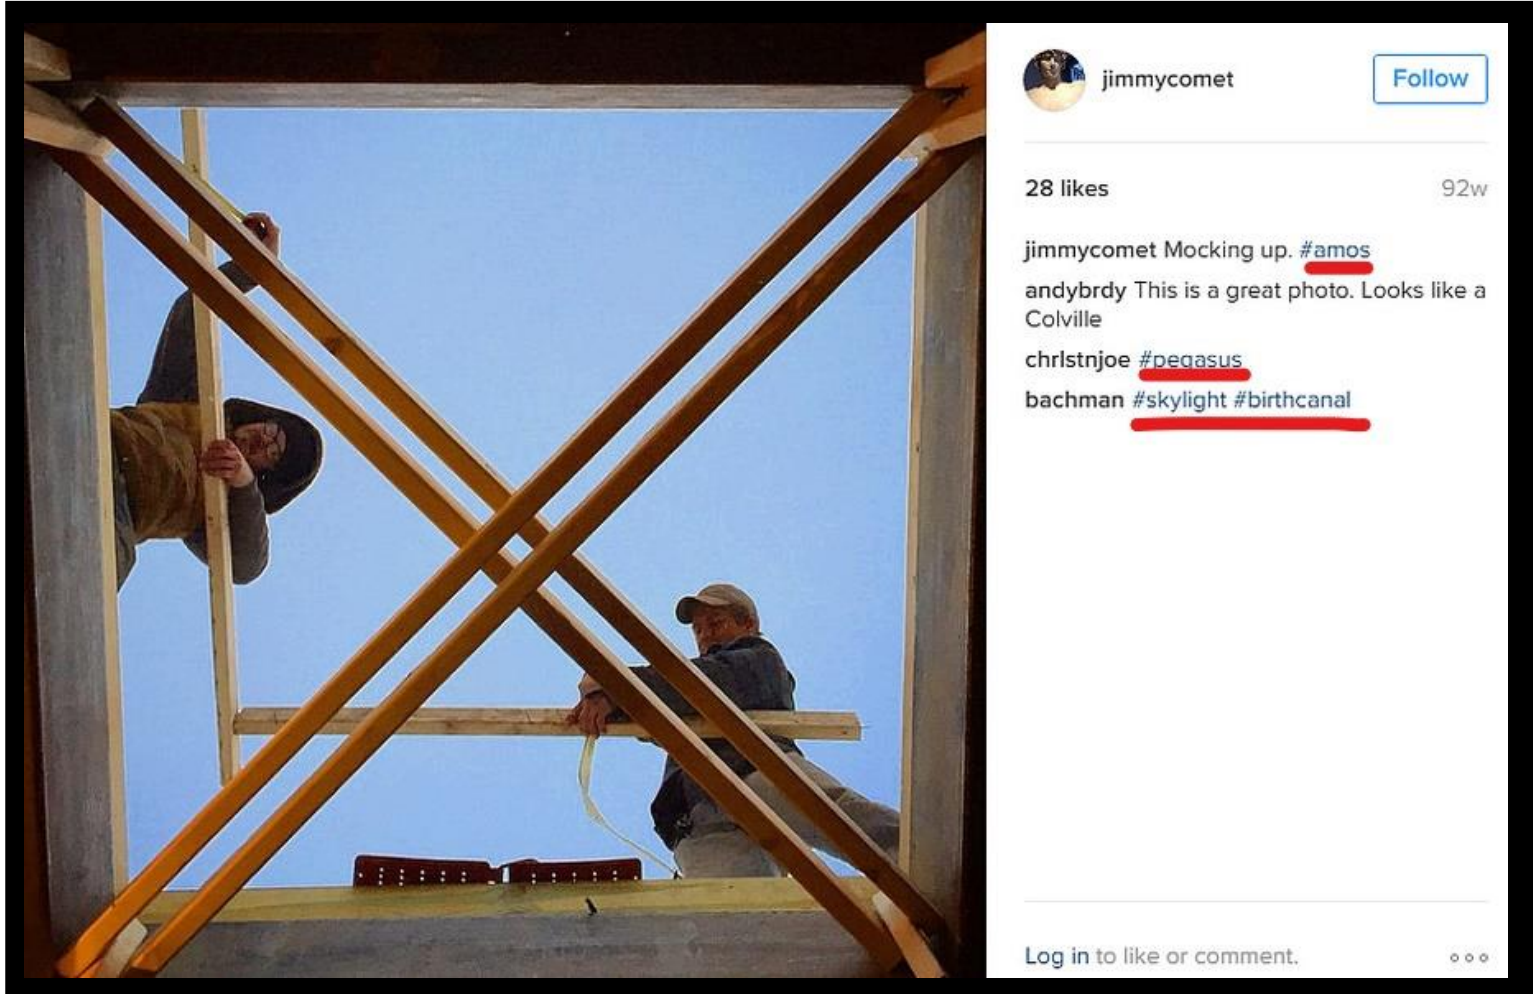 jimmycomet
Follow
28 likes
92w
jimmycomet Mocking up. #amos
andybrdy This is a great photo. Looks like a
Colville
chrlstnjoe #pegasus
bachman #skylight #birthcanal
Log in to like or comment.